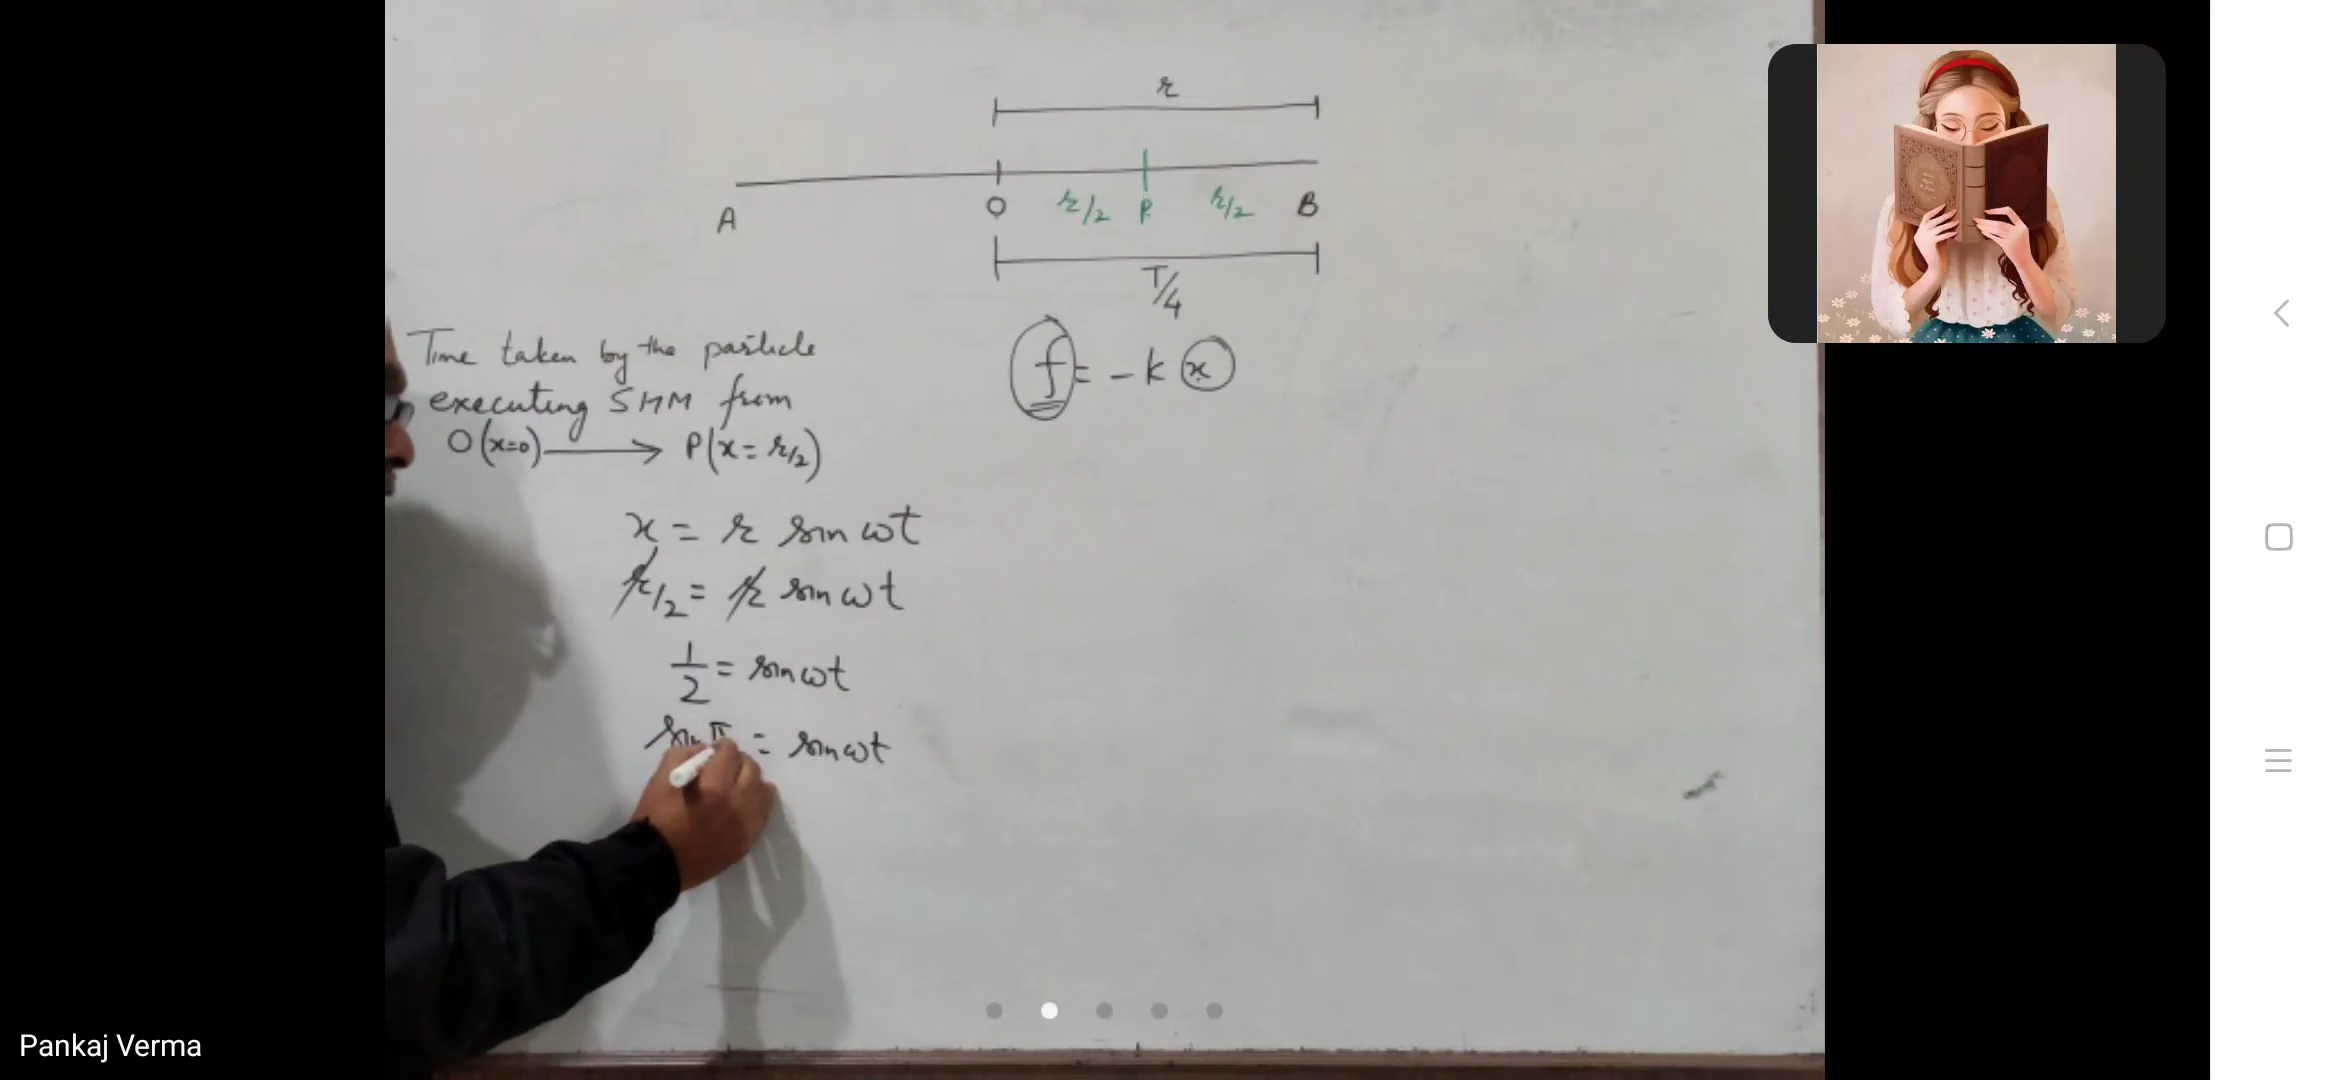 r
A O r/2 P. r/2 B
T/4
Time taken by the particle
executing SHM from
O(x=0) ⟶ P(x = r/2)
f = - k x
x = r sin ωt
r/2 = r sin ωt
1/2 = sin ωt
sin π = sin ωt
Pankaj Verma